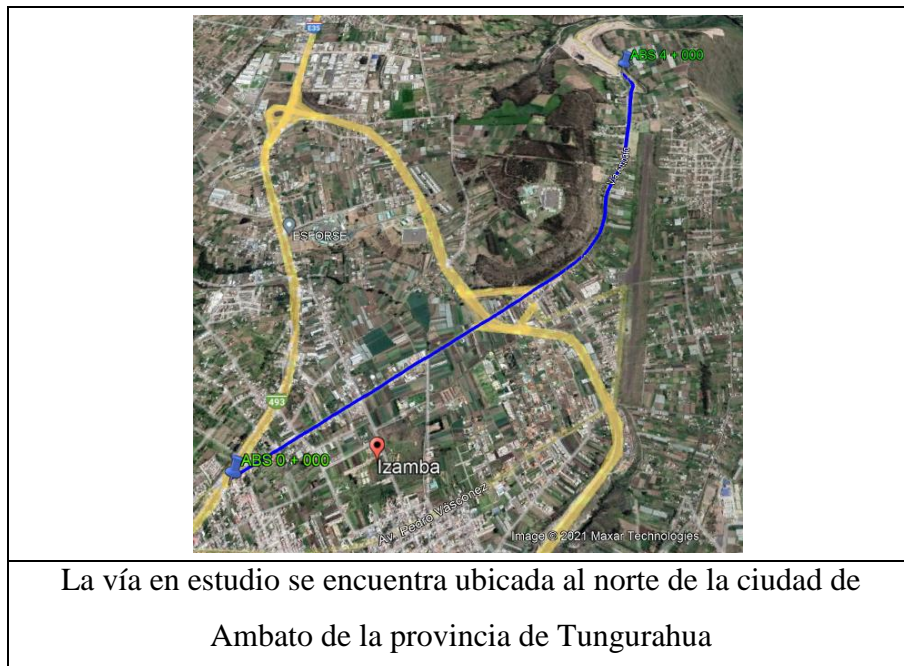 E35
ABS 4 + 000
ESFORSE
493
ABS 0 + 000
Izamba
Av. Pedro Vásconez
Image © 2021 Maxar Technologies
La vía en estudio se encuentra ubicada al norte de la ciudad de
Ambato de la provincia de Tungurahua